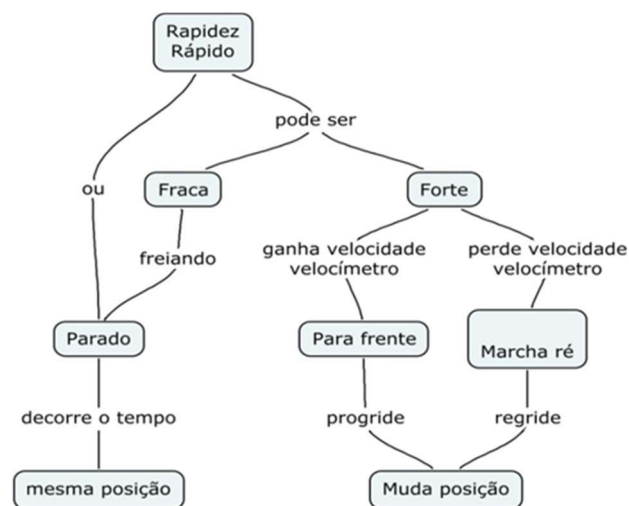 Rapidez
Rápido
pode ser
ou
Fraca
Forte
freiando
ganha velocidade
velocímetro
perde velocidade
velocímetro
Parado
Para frente
Marcha ré
decorre o tempo
progride
regride
mesma posição
Muda posição